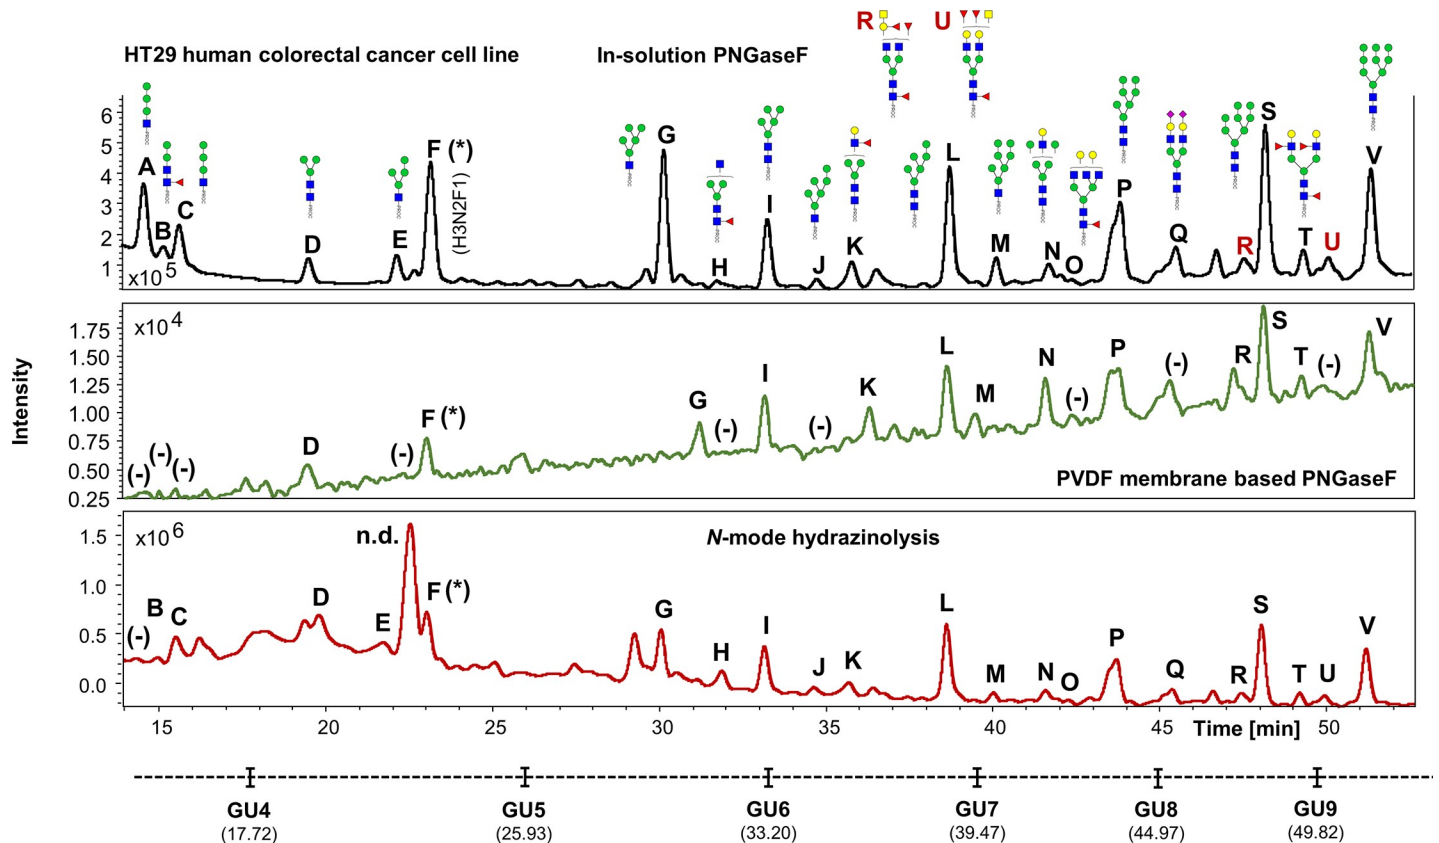 R U
HT29 human colorectal cancer cell line In-solution PNGaseF
6
5
4
3
2
1
x10^5
A
B
C
D
E
F (*)
(H3N2F1)
G
H
I
J
K
L
M
N
O
P
Q
R
S
T
U
V
Intensity
x10^4
1.75
1.50
1.25
1.00
0.75
0.50
0.25
(-)
(-)
(-)
D
(-)
F (*)
G
(-)
I
(-)
K
L
M
N
(-)
P
(-)
R
S
T
(-)
V
PVDF membrane based PNGaseF
x10^6
1.5
1.0
0.5
0.0
N-mode hydrazinolysis
(-)
B
C
D
E
n.d.
F (*)
G
H
I
J
K
L
M
N
O
P
Q
R
S
T
U
V
15 20 25 30 35 40 45 Time [min] 50
GU4 GU5 GU6 GU7 GU8 GU9
(17.72) (25.93) (33.20) (39.47) (44.97) (49.82)